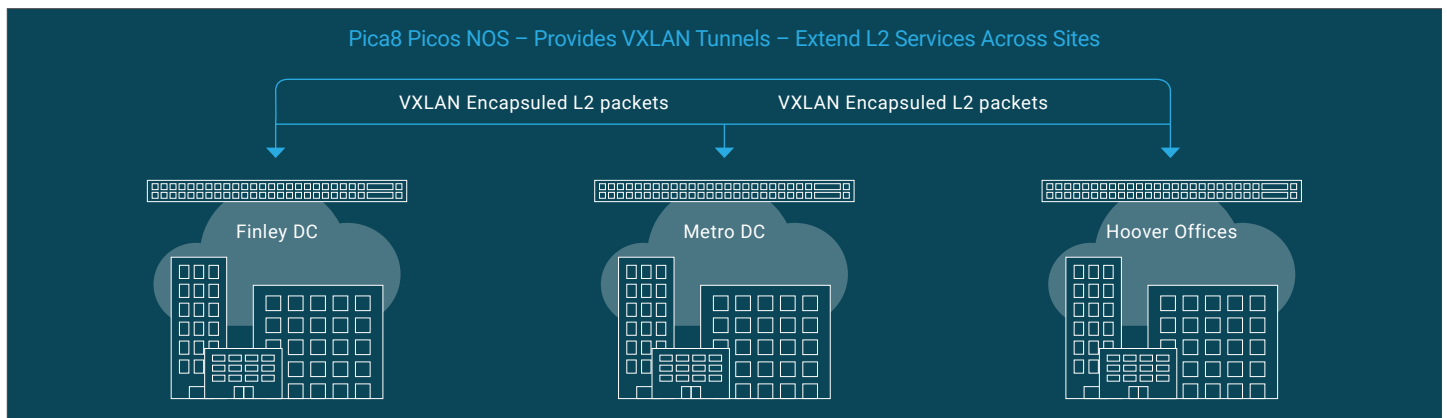 Pica8 Picos NOS – Provides VXLAN Tunnels – Extend L2 Services Across Sites
VXLAN Encapsuled L2 packets
VXLAN Encapsuled L2 packets
Finley DC
Metro DC
Hoover Offices